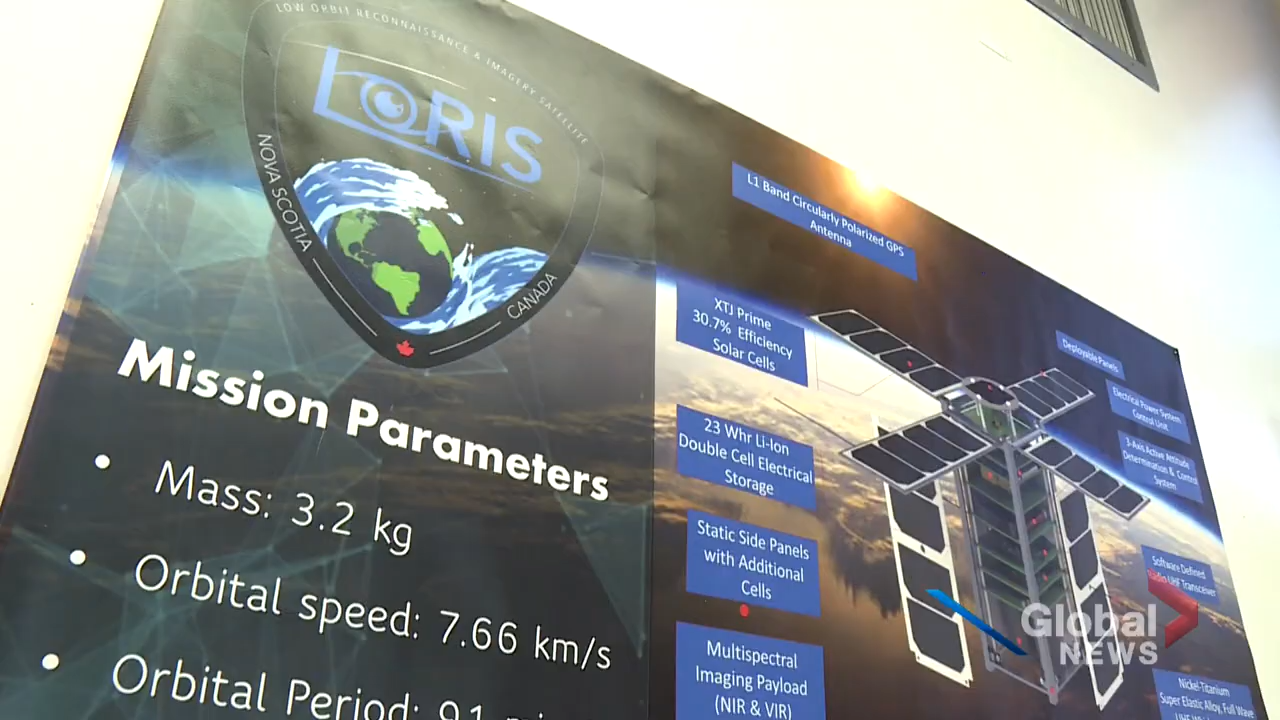 LOW ORBIT RECONNAISSANCE & IMAGERY SATELLITE
LORIS
NOVA SCOTIA
CANADA
Mission Parameters
• Mass: 3.2 kg
• Orbital speed: 7.66 km/s
• Orbital Period: 91
L1 Band Circularly Polarized GPS
Antenna
XTJ Prime
30.7% Efficiency
Solar Cells
23 Whr Li-Ion
Double Cell Electrical
Storage
Static Side Panels
with Additional
Cells
Multispectral
Imaging Payload
(NIR & VIR)
Deployable Panels
Electrical Power System
Control Unit
3-Axis Active Attitude
Determination & Control
System
Software Defined
Radio UHF Transceiver
Nickel-Titanium
Super Elastic Alloy, Full Wave
Global
NEWS